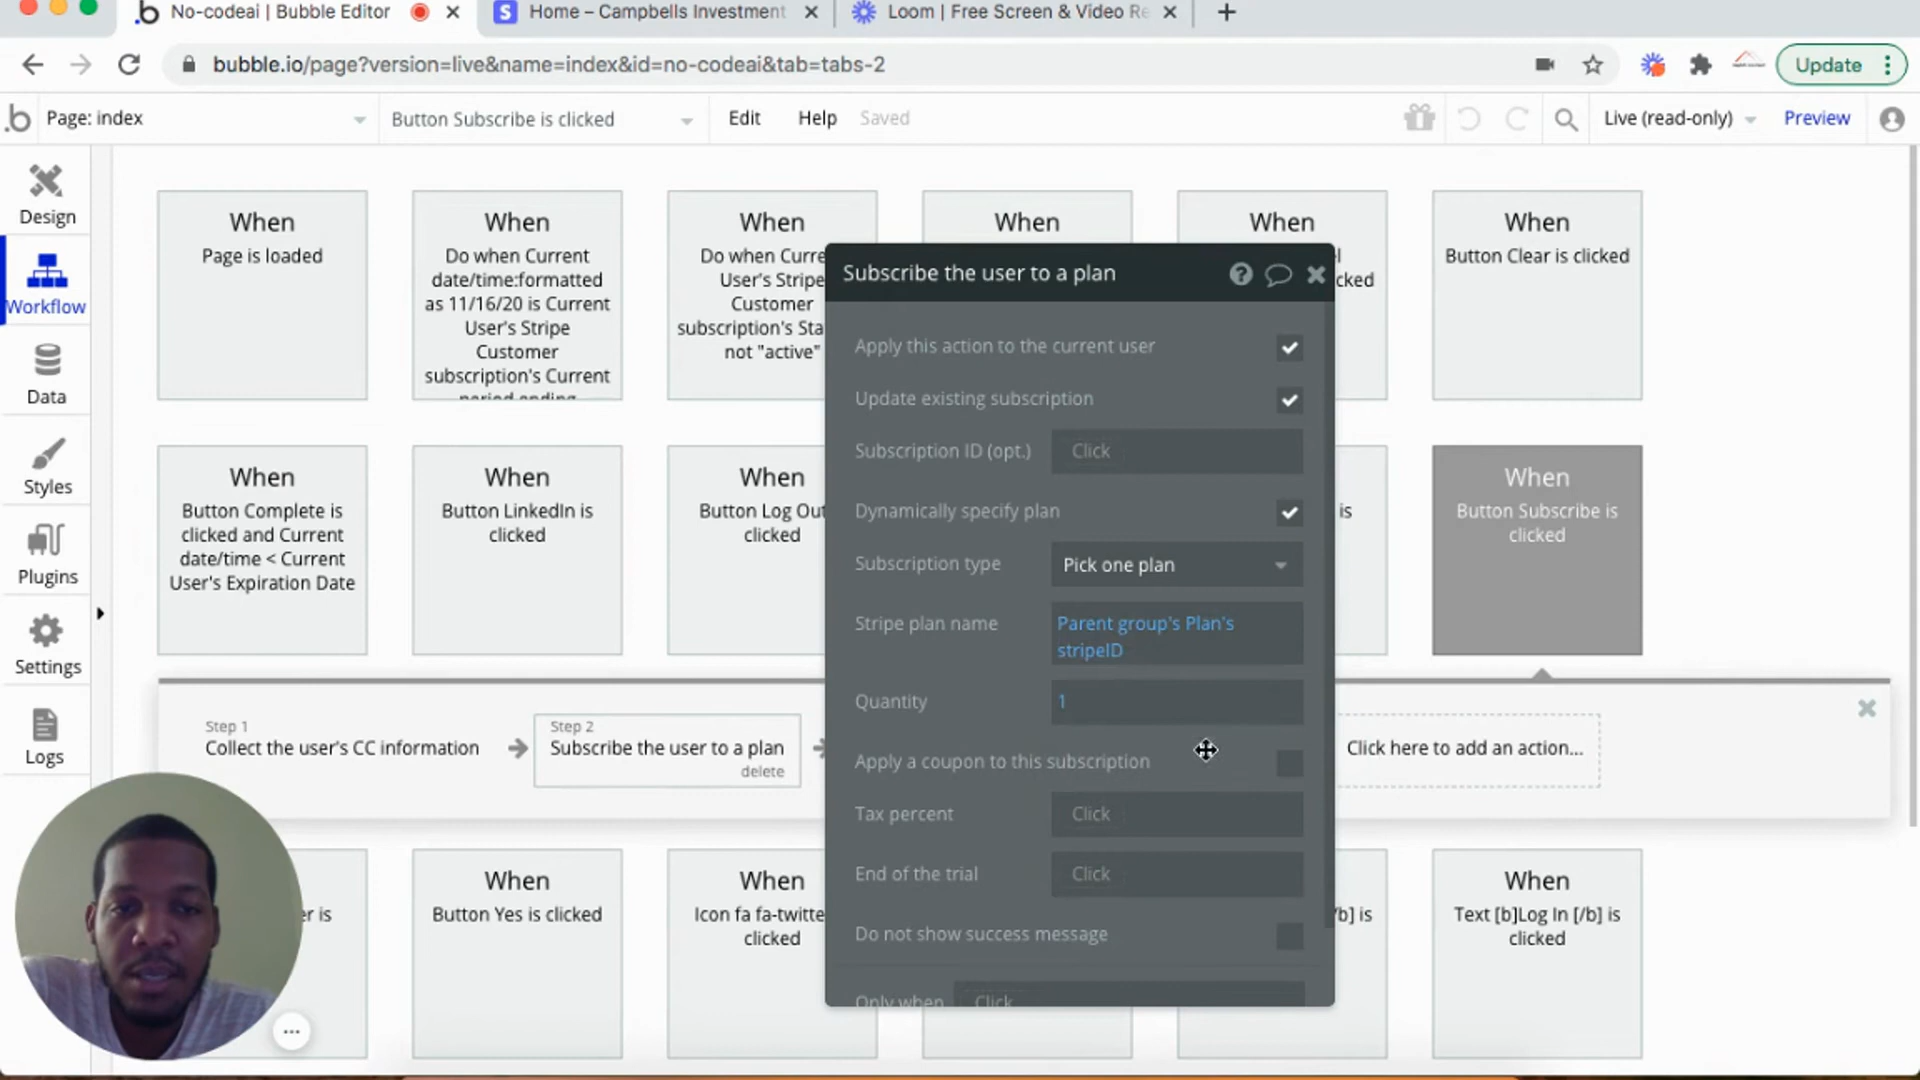 No-codeai | Bubble Editor
Home – Campbells Investment
Loom | Free Screen & Video Re
bubble.io/page?version=live&name=index&id=no-codeai&tab=tabs-2
Update
Page: index
Button Subscribe is clicked
Edit
Help
Saved
Live (read-only)
Preview
Design
Workflow
Data
Styles
Plugins
Settings
Logs
When
Page is loaded
When
Do when Current
date/time:formatted
as 11/16/20 is Current
User's Stripe
Customer
subscription's Current
period ending
When
Do when Curre
User's Stripe
Customer
subscription's Sta
not "active"
When
When
el
cked
When
Button Clear is clicked
When
Button Complete is
clicked and Current
date/time < Current
User's Expiration Date
When
Button LinkedIn is
clicked
When
Button Log Out
clicked
is
When
Button Subscribe is
clicked
Subscribe the user to a plan
Apply this action to the current user
Update existing subscription
Subscription ID (opt.)
Click
Dynamically specify plan
Subscription type
Pick one plan
Stripe plan name
Parent group's Plan's
stripeID
Quantity
1
Apply a coupon to this subscription
Tax percent
Click
End of the trial
Click
Do not show success message
Only when
Click
Step 1
Collect the user's CC information
Step 2
Subscribe the user to a plan
delete
Click here to add an action...
er is
When
Button Yes is clicked
When
Icon fa fa-twitte
clicked
/b] is
When
Text [b]Log In [/b] is
clicked